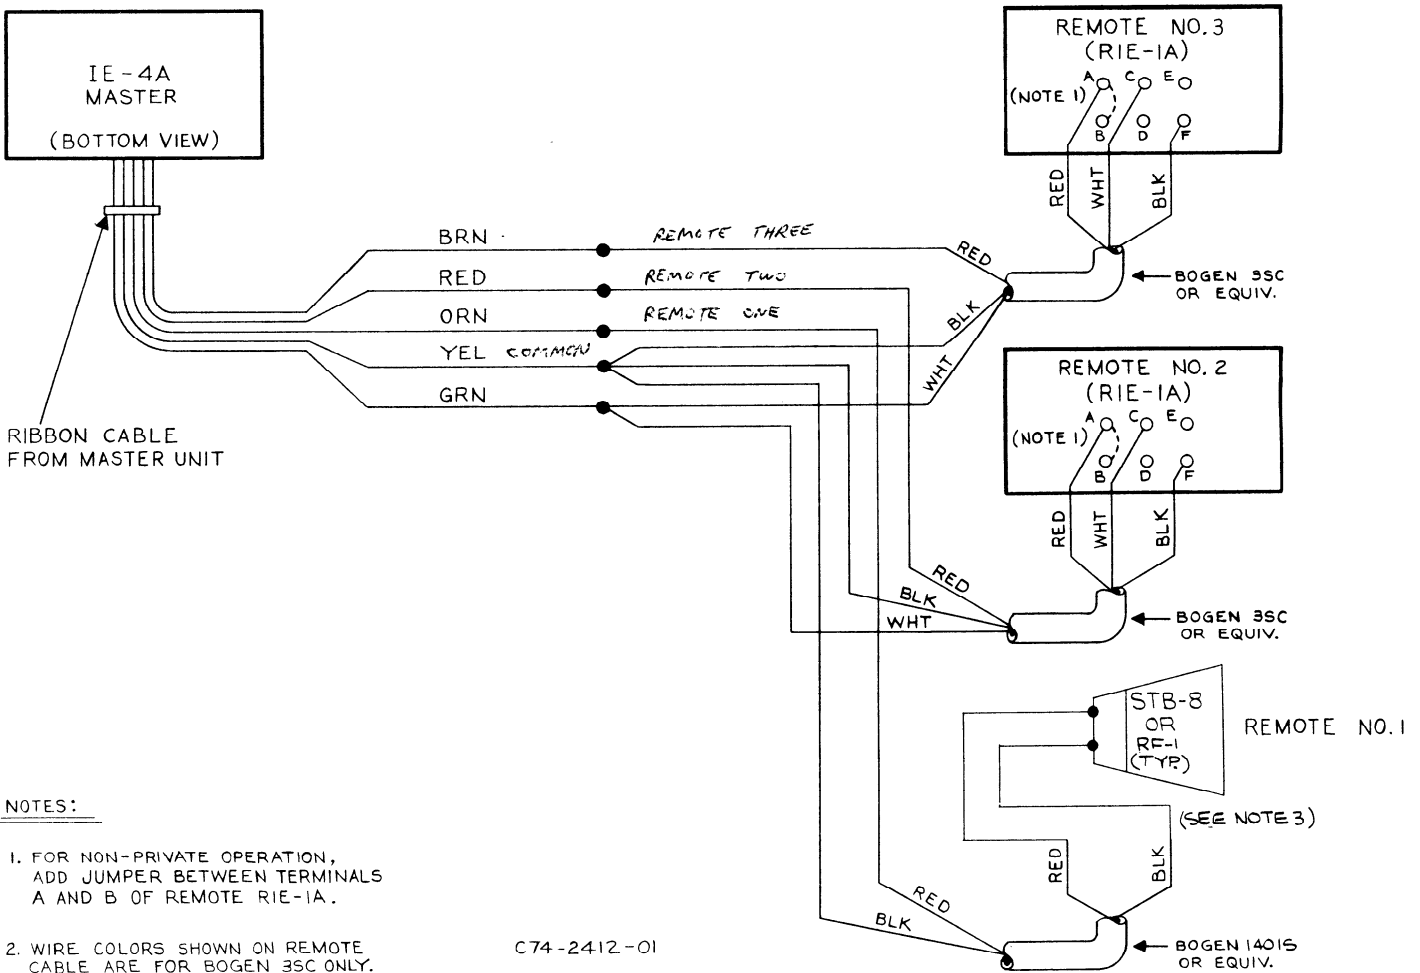 IE-4A
MASTER
(BOTTOM VIEW)
RIBBON CABLE
FROM MASTER UNIT
BRN
REMOTE THREE
RED
REMOTE TWO
ORN
REMOTE ONE
YEL COMMON
GRN
RED
BLK
WHT
REMOTE NO.3
(RIE-1A)
A C E
(NOTE 1)
B D F
RED
WHT
BLK
BOGEN 3SC
OR EQUIV.
REMOTE NO.2
(RIE-1A)
A C E
(NOTE 1)
B D F
RED
WHT
BLK
RED
BLK
WHT
BOGEN 3SC
OR EQUIV.
STB-8
OR
RF-1
(TYP.)
REMOTE NO.1
(SEE NOTE 3)
RED
BLK
RED
BLK
BOGEN 1401S
OR EQUIV.
NOTES:
1. FOR NON-PRIVATE OPERATION,
ADD JUMPER BETWEEN TERMINALS
A AND B OF REMOTE RIE-1A.
2. WIRE COLORS SHOWN ON REMOTE
CABLE ARE FOR BOGEN 3SC ONLY.
C74-2412-01